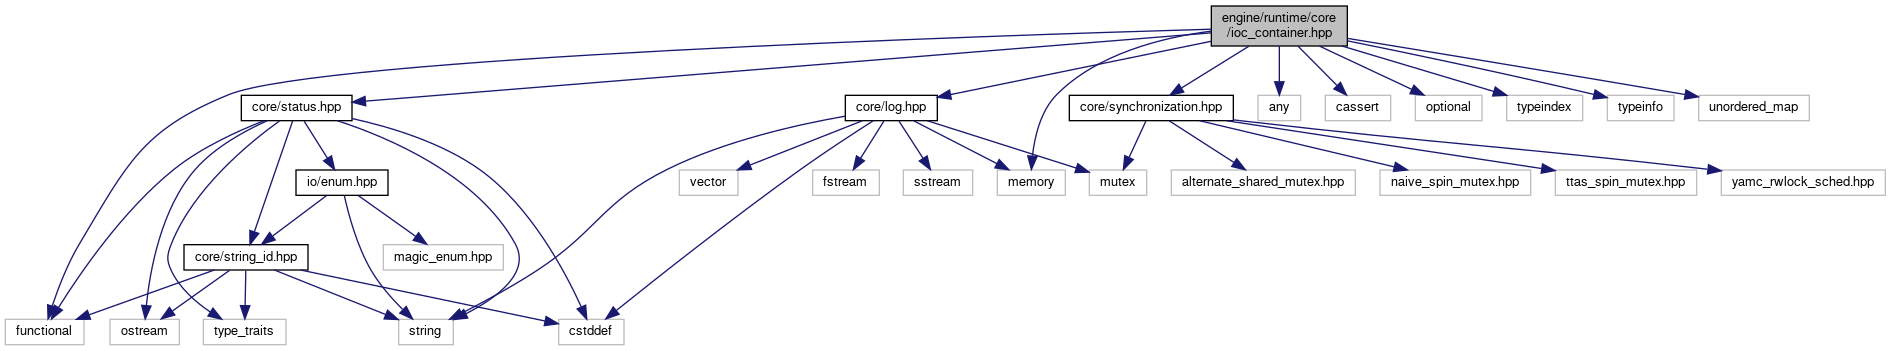 engine/runtime/core
/ioc_container.hpp
core/status.hpp
core/log.hpp
core/synchronization.hpp
any
cassert
optional
typeindex
typeinfo
unordered_map
io/enum.hpp
vector
fstream
sstream
memory
mutex
alternate_shared_mutex.hpp
naive_spin_mutex.hpp
ttas_spin_mutex.hpp
yamc_rwlock_sched.hpp
core/string_id.hpp
magic_enum.hpp
functional
ostream
type_traits
string
cstddef